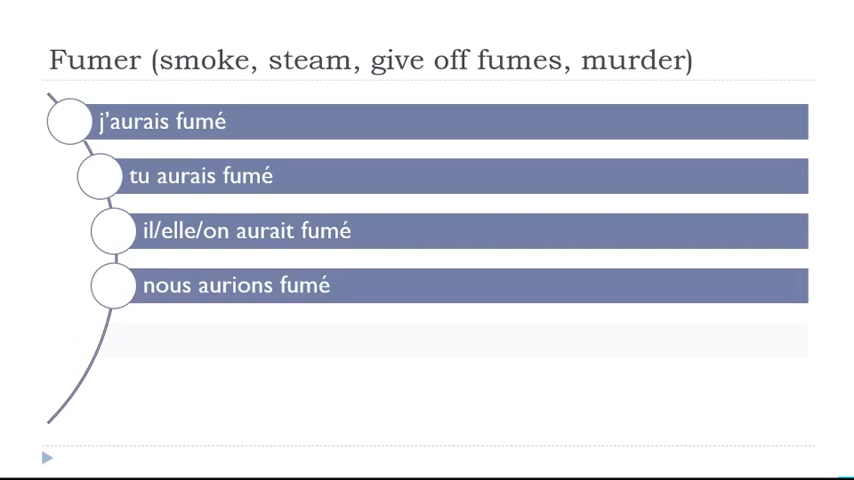 Fumer (smoke, steam, give off fumes, murder)
j’aurais fumé
tu aurais fumé
il/elle/on aurait fumé
nous aurions fumé